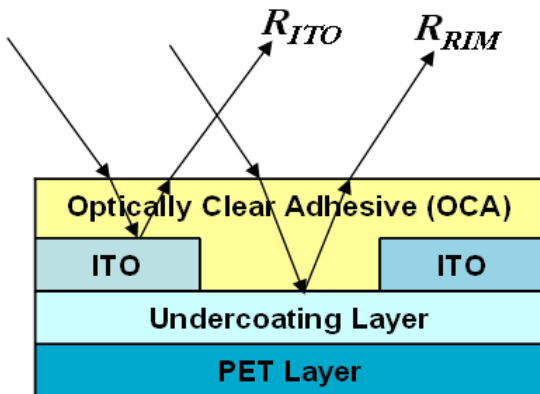 R_ITO R_RIM
Optically Clear Adhesive (OCA)
ITO ITO
Undercoating Layer
PET Layer